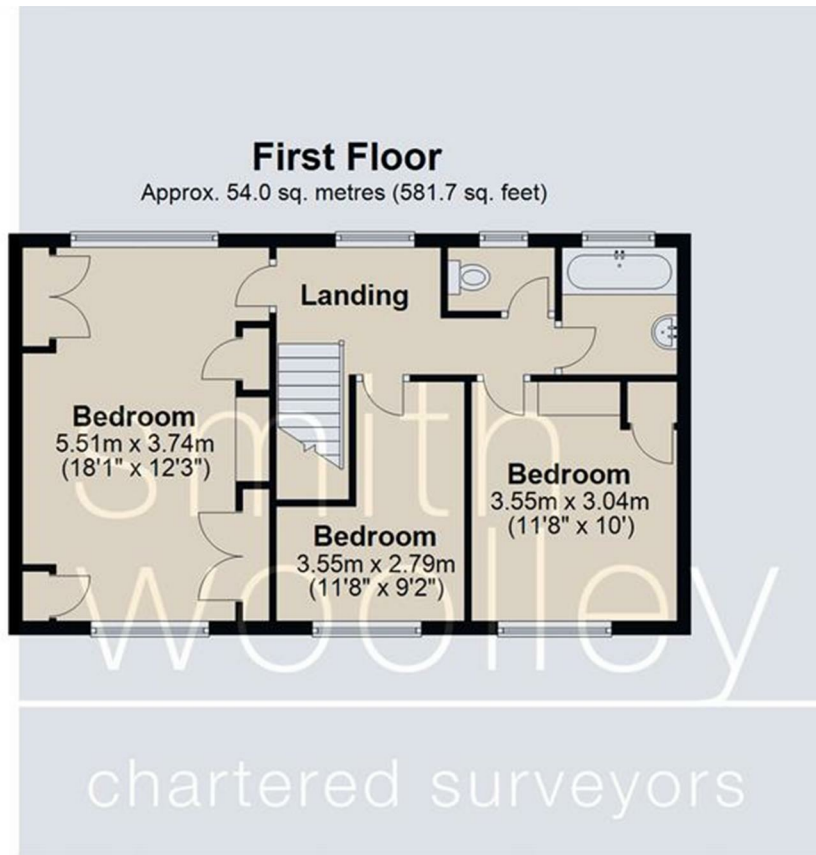 First Floor
Approx. 54.0 sq. metres (581.7 sq. feet)
Landing
Bedroom
5.51m x 3.74m
(18'1" x 12'3")
Bedroom
3.55m x 2.79m
(11'8" x 9'2")
Bedroom
3.55m x 3.04m
(11'8" x 10')
smith
woolley
chartered surveyors